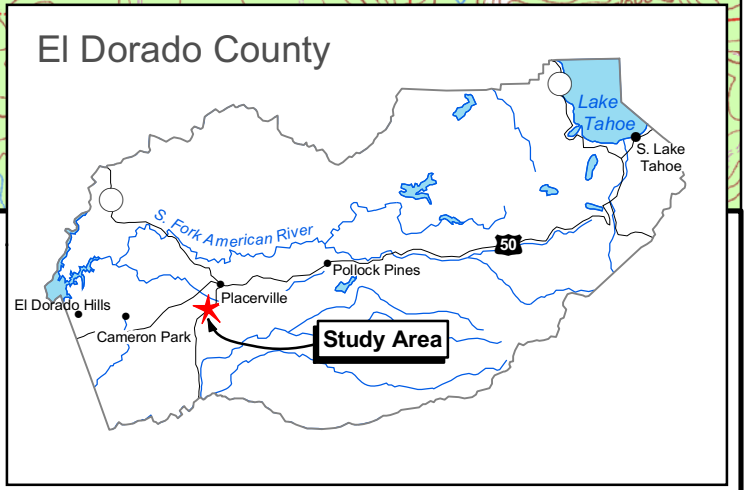 El Dorado County
Lake
Tahoe
S. Lake
Tahoe
S. Fork American River
50
Pollock Pines
Placerville
El Dorado Hills
Cameron Park
Study Area